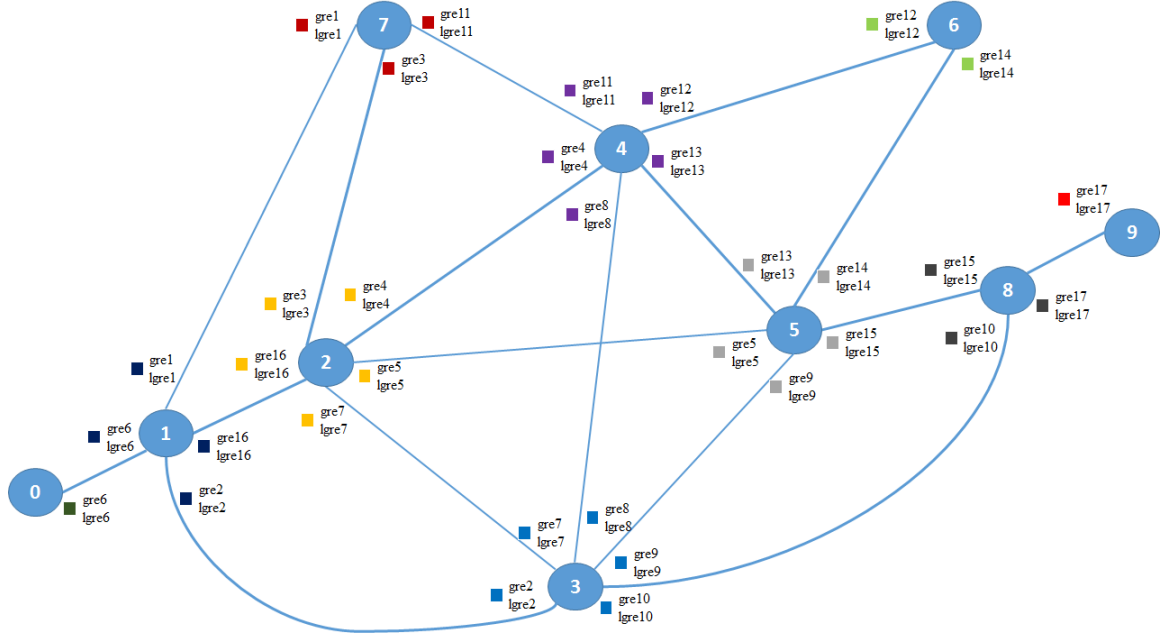 gre1
lgre1
7
gre11
lgre11
gre3
lgre3
gre12
lgre12
6
gre14
lgre14
gre11
lgre11
gre12
lgre12
gre4
lgre4
4
gre13
lgre13
gre8
lgre8
gre17
lgre17
9
gre13
lgre13
gre14
lgre14
gre15
lgre15
8
gre17
lgre17
gre10
lgre10
gre3
lgre3
gre4
lgre4
5
gre5
lgre5
gre15
lgre15
gre9
lgre9
gre1
lgre1
gre16
lgre16
2
gre5
lgre5
gre7
lgre7
gre6
lgre6
1
gre16
lgre16
0
gre6
lgre6
gre2
lgre2
gre7
lgre7
gre8
lgre8
gre9
lgre9
gre2
lgre2
3
gre10
lgre10